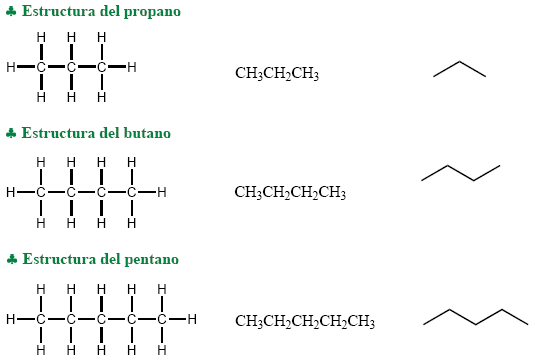 ♣ Estructura del propano
H H H
H C C C H
H H H
CH₃CH₂CH₃
♣ Estructura del butano
H H H H
H C C C C H
H H H H
CH₃CH₂CH₂CH₃
♣ Estructura del pentano
H H H H H
H C C C C C H
H H H H H
CH₃CH₂CH₂CH₂CH₃